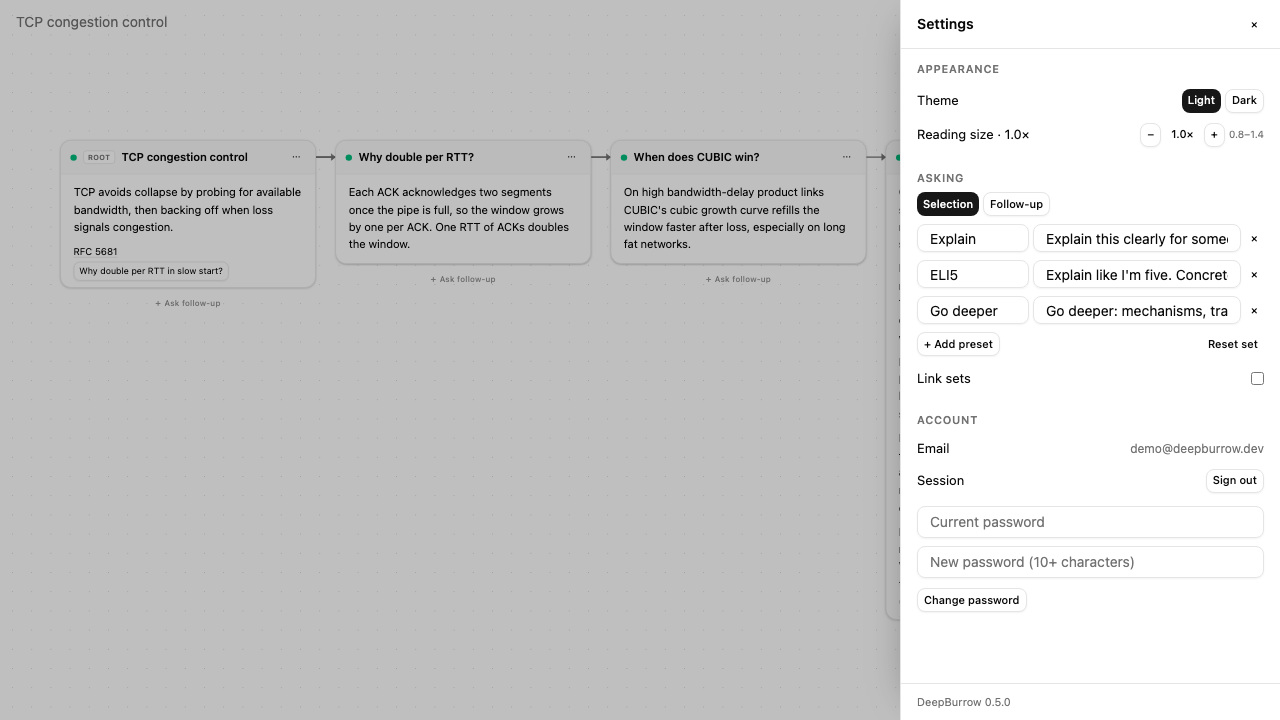 TCP congestion control
ROOT
TCP congestion control
···
TCP avoids collapse by probing for available
bandwidth, then backing off when loss
signals congestion.
RFC 5681
Why double per RTT in slow start?
+ Ask follow-up
Why double per RTT?
···
Each ACK acknowledges two segments
once the pipe is full, so the window grows
by one per ACK. One RTT of ACKs doubles
the window.
+ Ask follow-up
When does CUBIC win?
···
On high bandwidth-delay product links
CUBIC's cubic growth curve refills the
window faster after loss, especially on long
fat networks.
+ Ask follow-up
Settings
×
APPEARANCE
Theme
Light
Dark
Reading size · 1.0×
−
1.0×
+
0.8–1.4
ASKING
Selection
Follow-up
Explain
Explain this clearly for some
×
ELI5
Explain like I'm five. Concret
×
Go deeper
Go deeper: mechanisms, tra
×
+ Add preset
Reset set
Link sets
ACCOUNT
Email
demo@deepburrow.dev
Session
Sign out
Current password
New password (10+ characters)
Change password
DeepBurrow 0.5.0